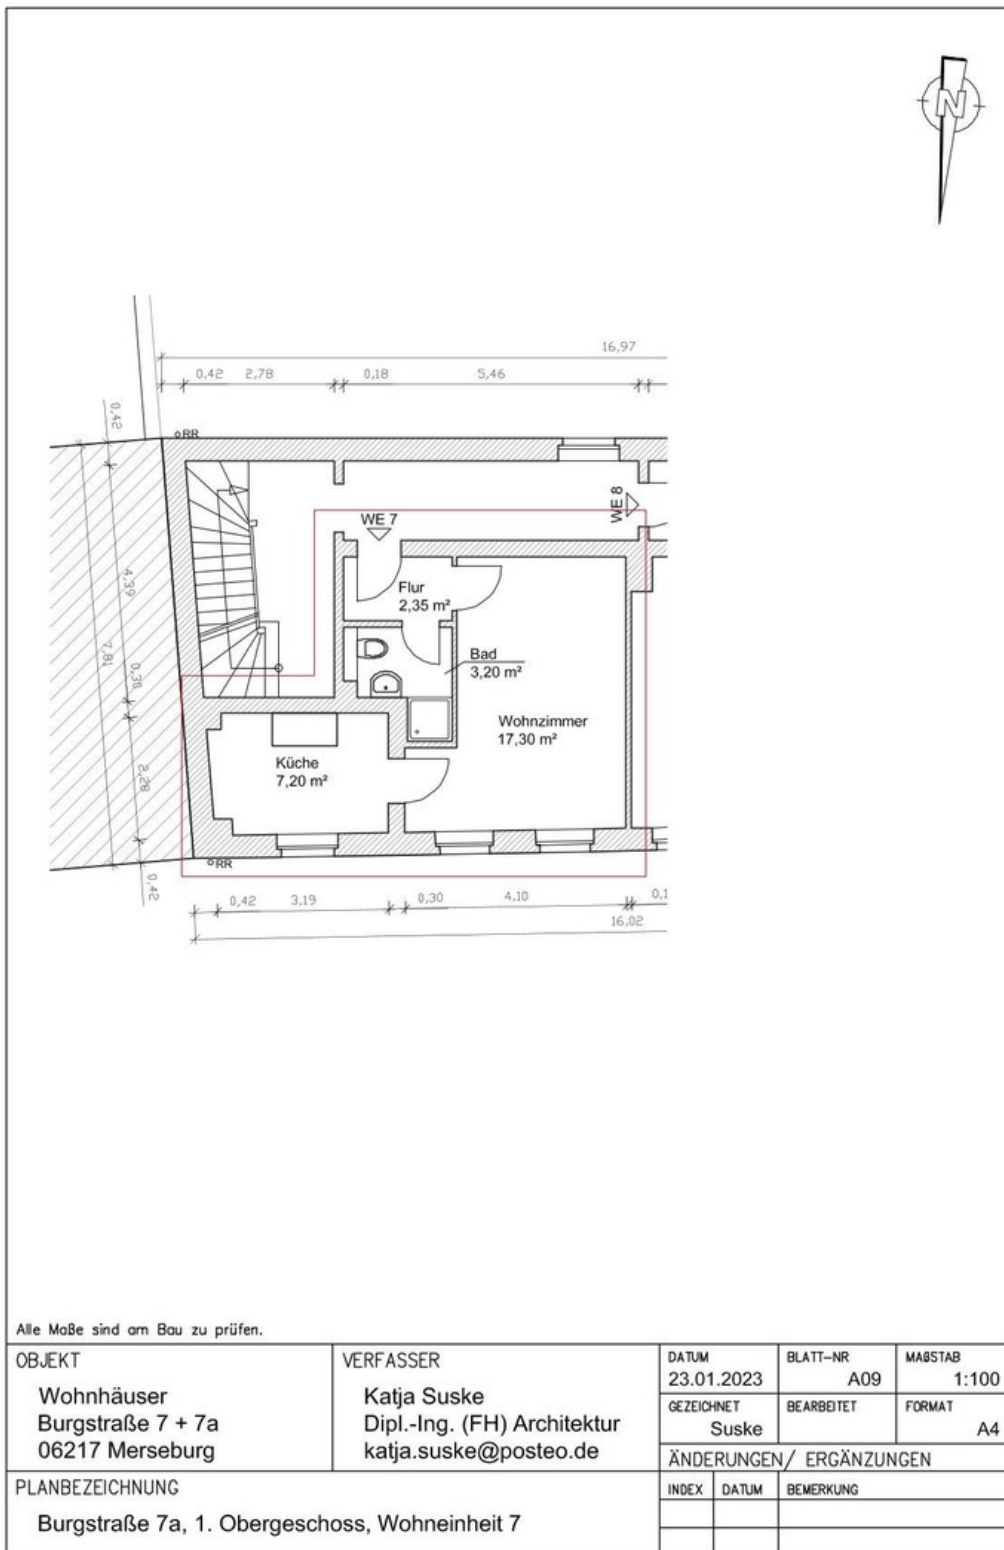 N
16,97
0,42 2,78 0,18 5,46
0,42
RR
WE 7
WE 8
4,39
7,81
0,30
2,28
0,42
Flur
2,35 m²
Bad
3,20 m²
Wohnzimmer
17,30 m²
Küche
7,20 m²
RR
0,42 3,19 0,30 4,10 0,1
16,02
Alle Maße sind am Bau zu prüfen.
OBJEKT
Wohnhäuser
Burgstraße 7 + 7a
06217 Merseburg
VERFASSER
Katja Suske
Dipl.-Ing. (FH) Architektur
katja.suske@posteo.de
DATUM
23.01.2023
BLATT-NR
A09
MAßSTAB
1:100
GEZEICHNET
Suske
BEARBEITET
FORMAT
A4
ÄNDERUNGEN/ ERGÄNZUNGEN
INDEX DATUM BEMERKUNG
PLANBEZEICHNUNG
Burgstraße 7a, 1. Obergeschoss, Wohneinheit 7